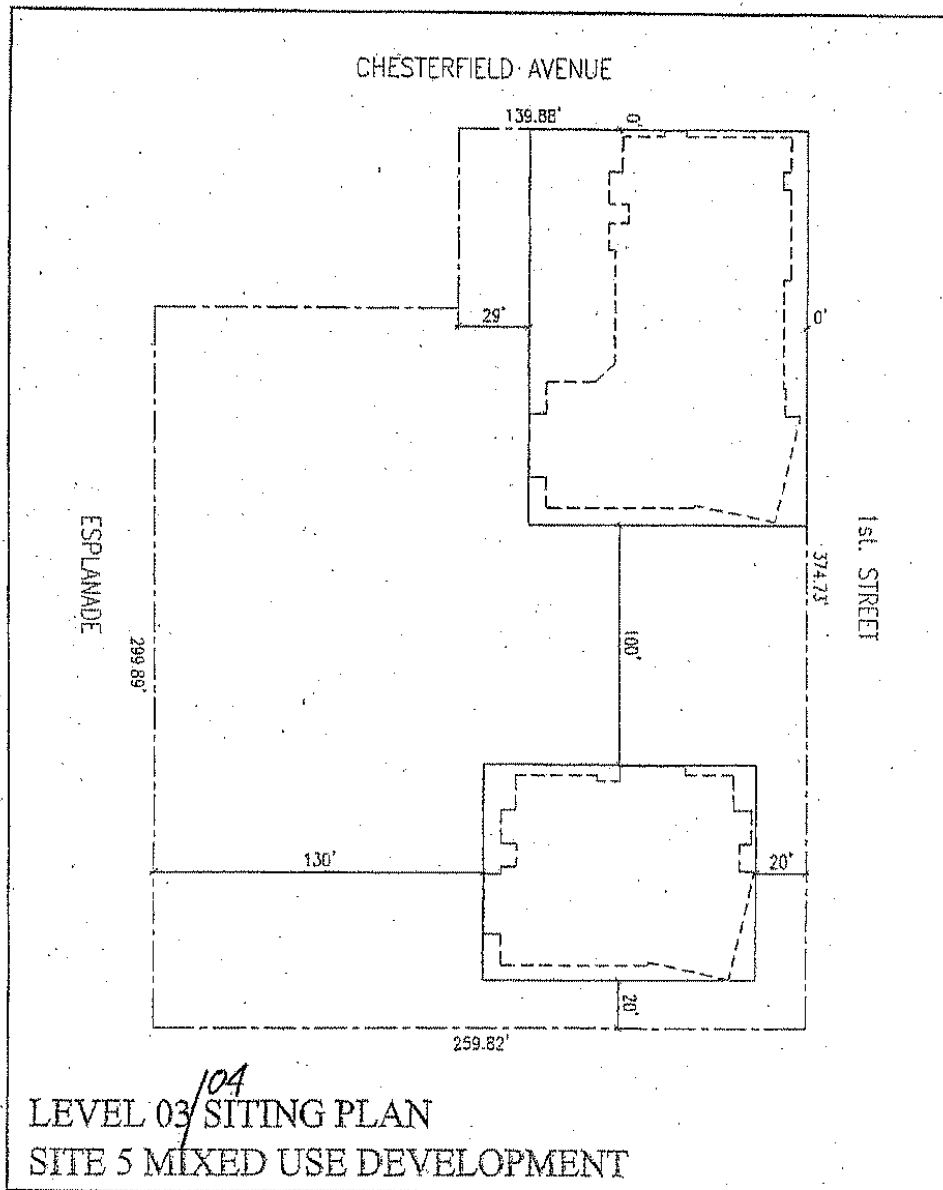 CHESTERFIELD AVENUE
139.88'
0'
29'
0'
ESPLANADE
1st. STREET
374.73'
299.89'
100'
130'
20'
20'
259.82'
104
LEVEL 03/SITING PLAN
SITE 5 MIXED USE DEVELOPMENT